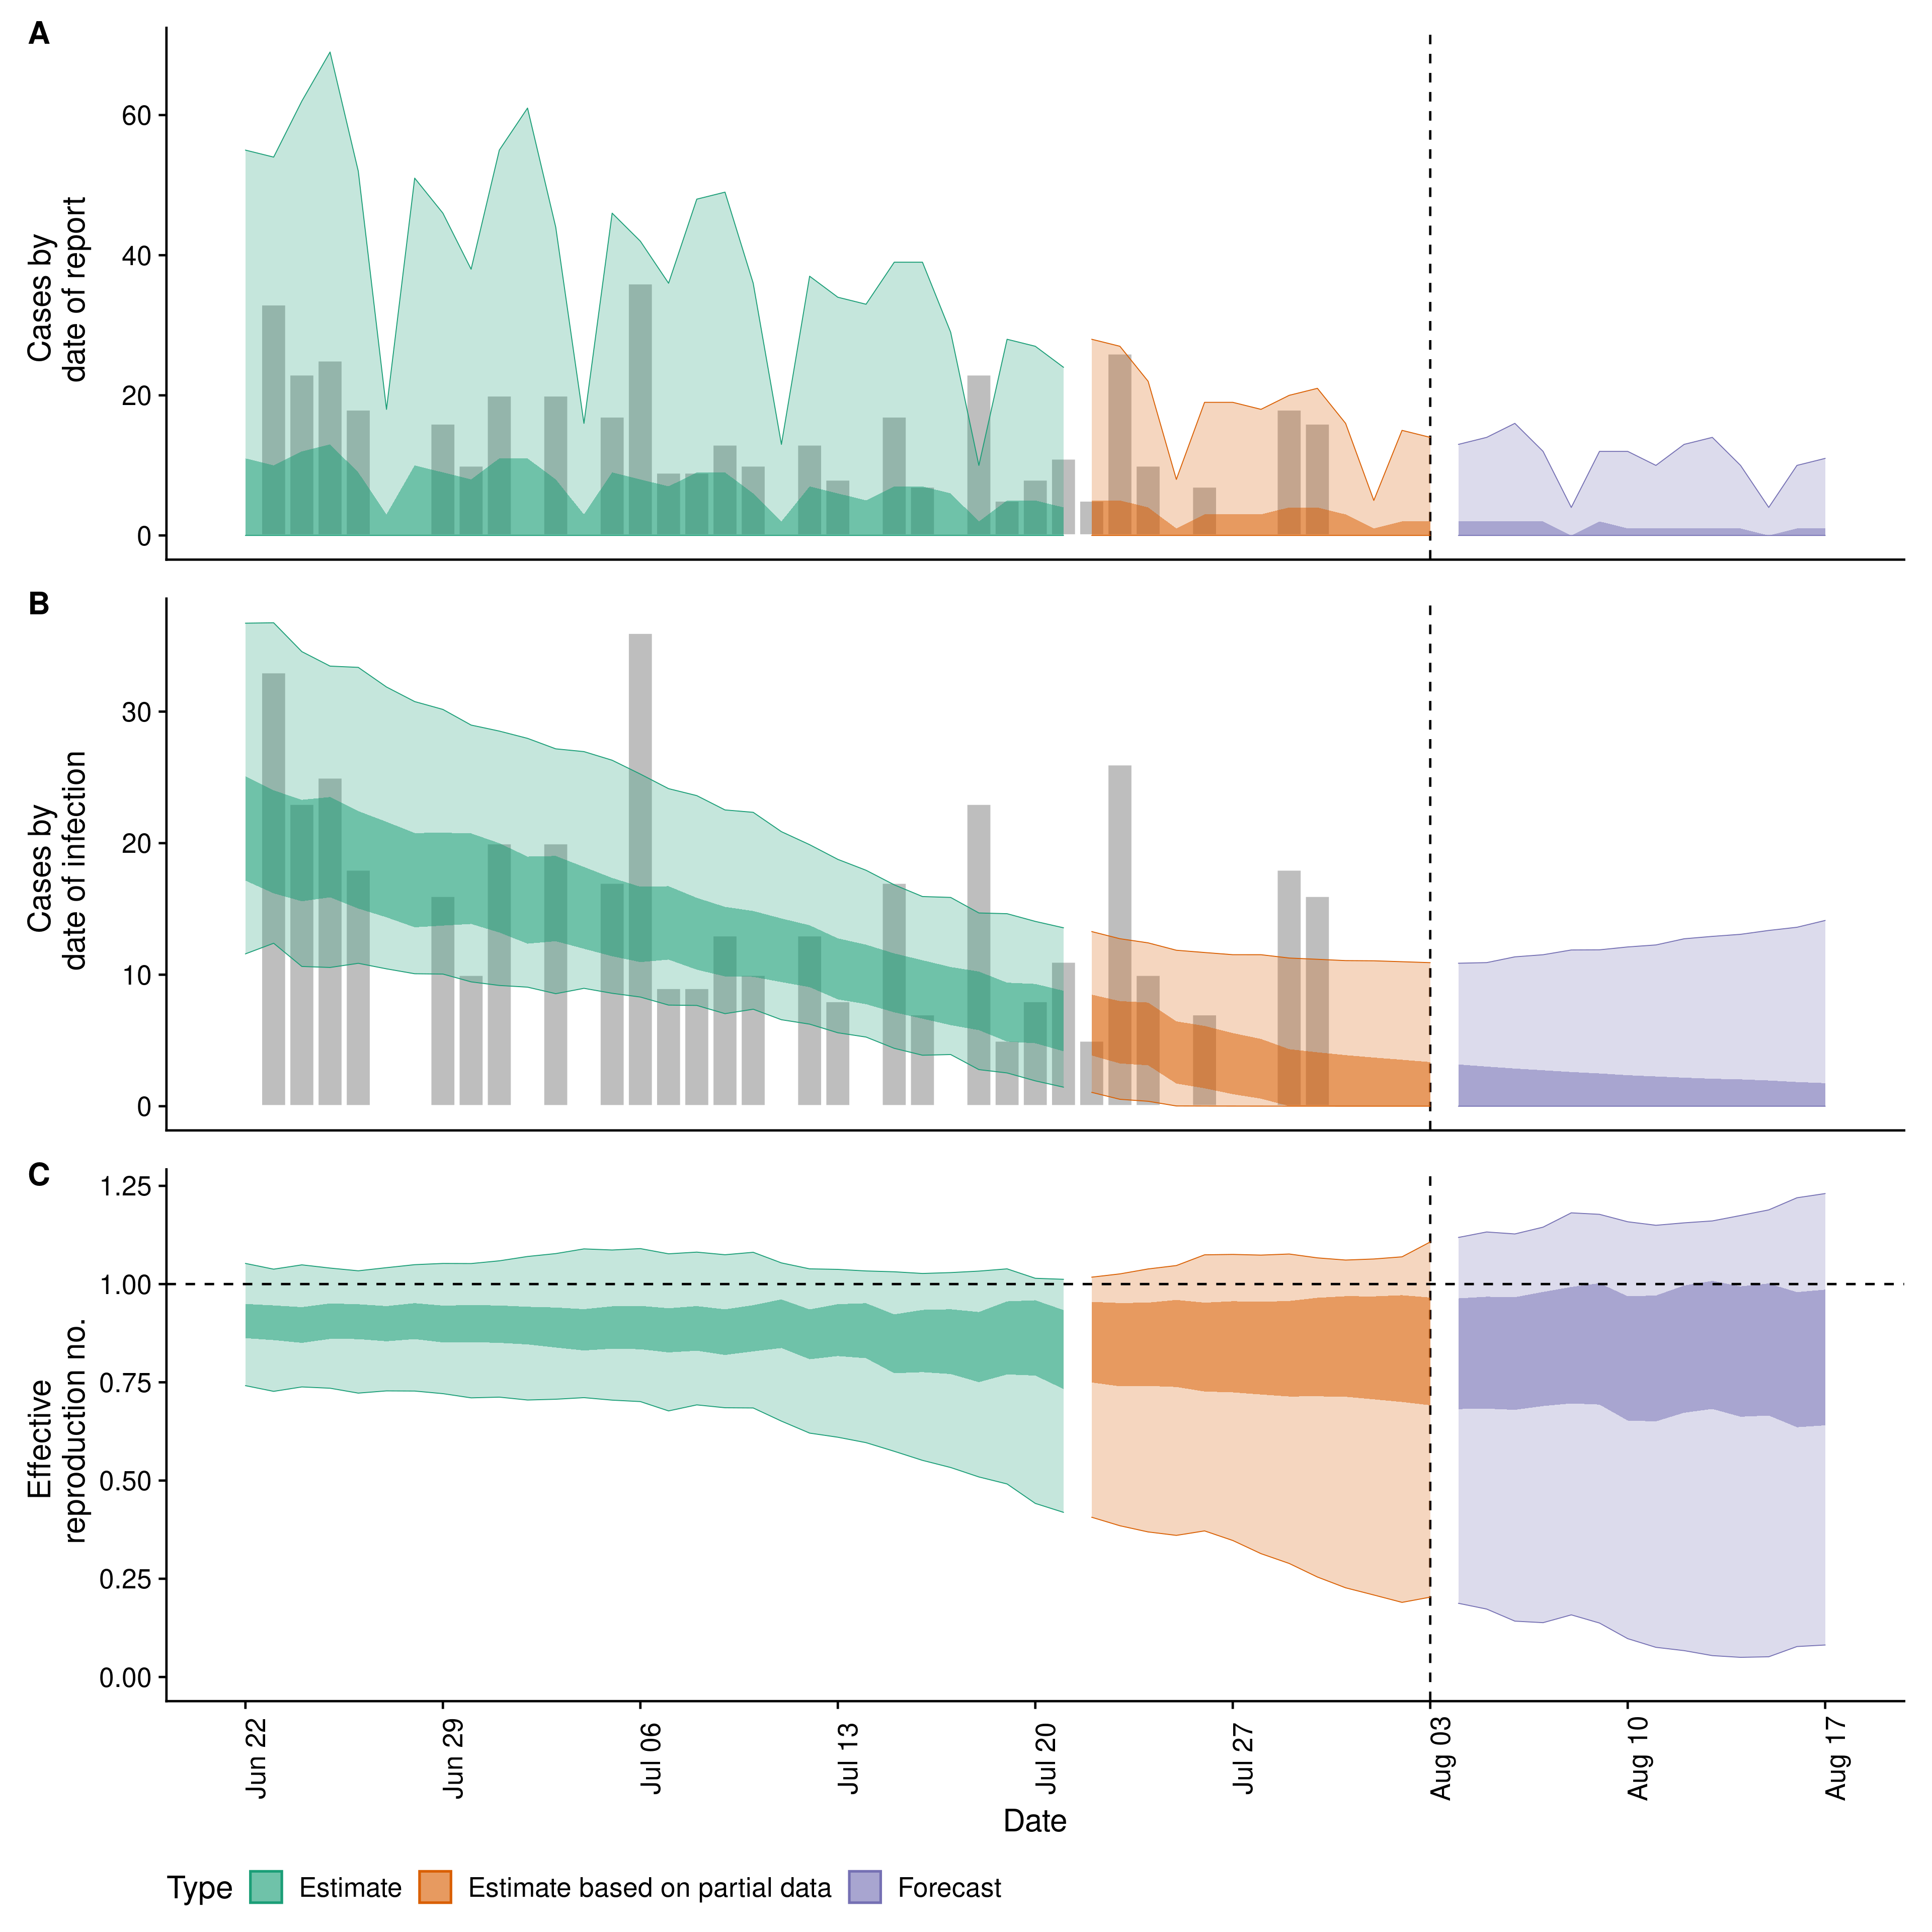 A
Cases by
date of report
60
40
20
0
B
Cases by
date of infection
30
20
10
0
C
Effective
reproduction no.
1.25
1.00
0.75
0.50
0.25
0.00
Jun 22
Jun 29
Jul 06
Jul 13
Jul 20
Jul 27
Aug 03
Aug 10
Aug 17
Date
Type Estimate Estimate based on partial data Forecast